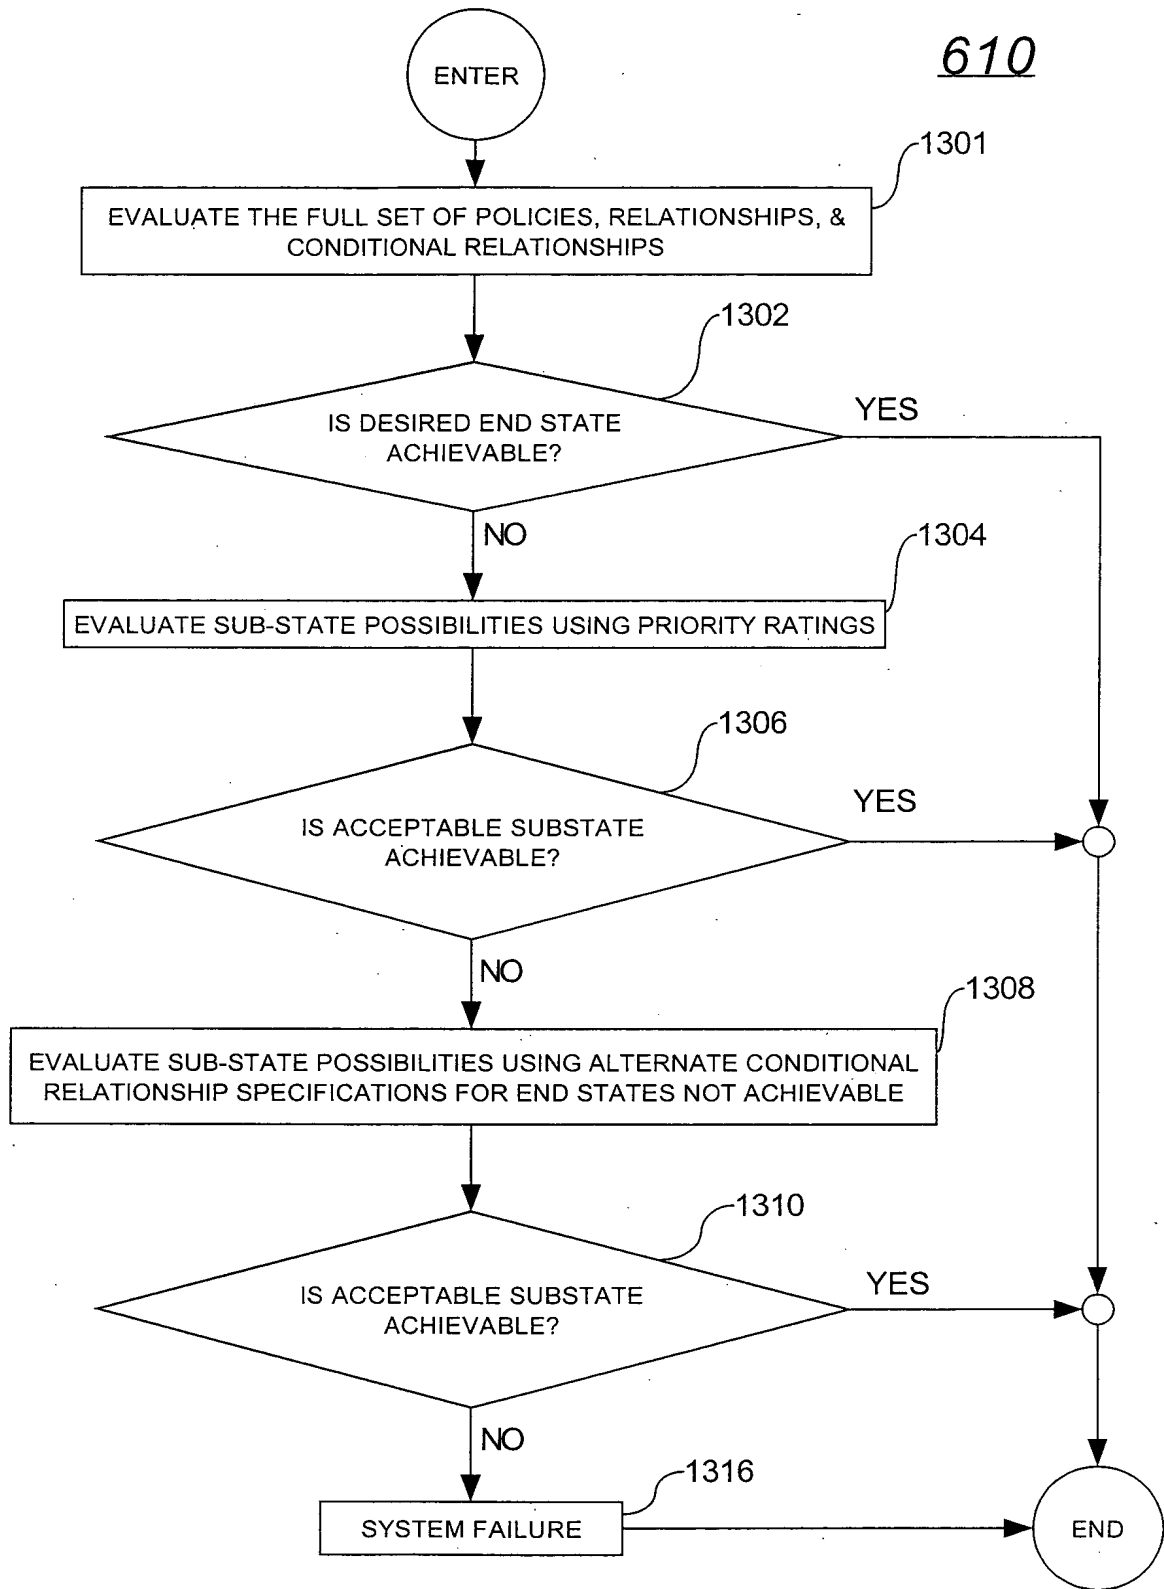 610
ENTER
1301
EVALUATE THE FULL SET OF POLICIES, RELATIONSHIPS, &
CONDITIONAL RELATIONSHIPS
1302
IS DESIRED END STATE
ACHIEVABLE?
YES
NO
1304
EVALUATE SUB-STATE POSSIBILITIES USING PRIORITY RATINGS
1306
IS ACCEPTABLE SUBSTATE
ACHIEVABLE?
YES
NO
1308
EVALUATE SUB-STATE POSSIBILITIES USING ALTERNATE CONDITIONAL
RELATIONSHIP SPECIFICATIONS FOR END STATES NOT ACHIEVABLE
1310
IS ACCEPTABLE SUBSTATE
ACHIEVABLE?
YES
NO
1316
SYSTEM FAILURE
END